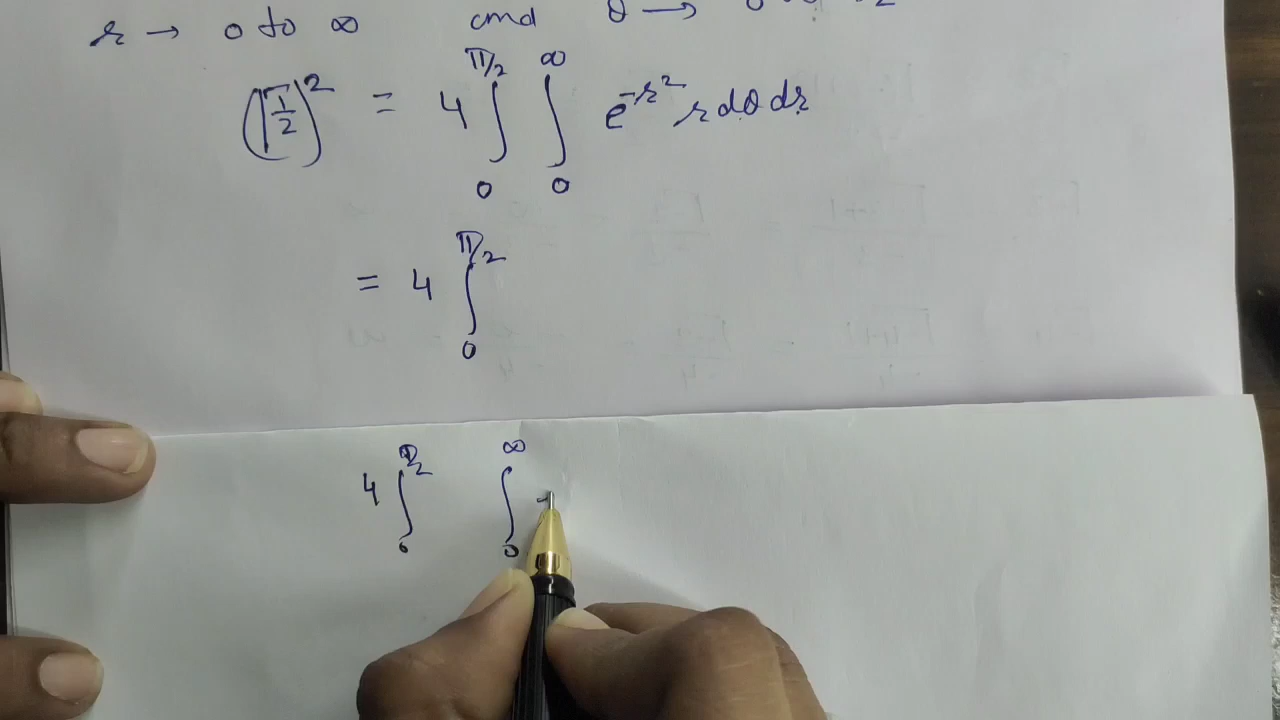 r → 0 to ∞ and θ →
(√1/2)² = 4 ∫₀^π/2 ∫₀^∞ e^-r² r dθ dr
= 4 ∫₀^π/2
4 ∫₀^π/2 ∫₀^∞